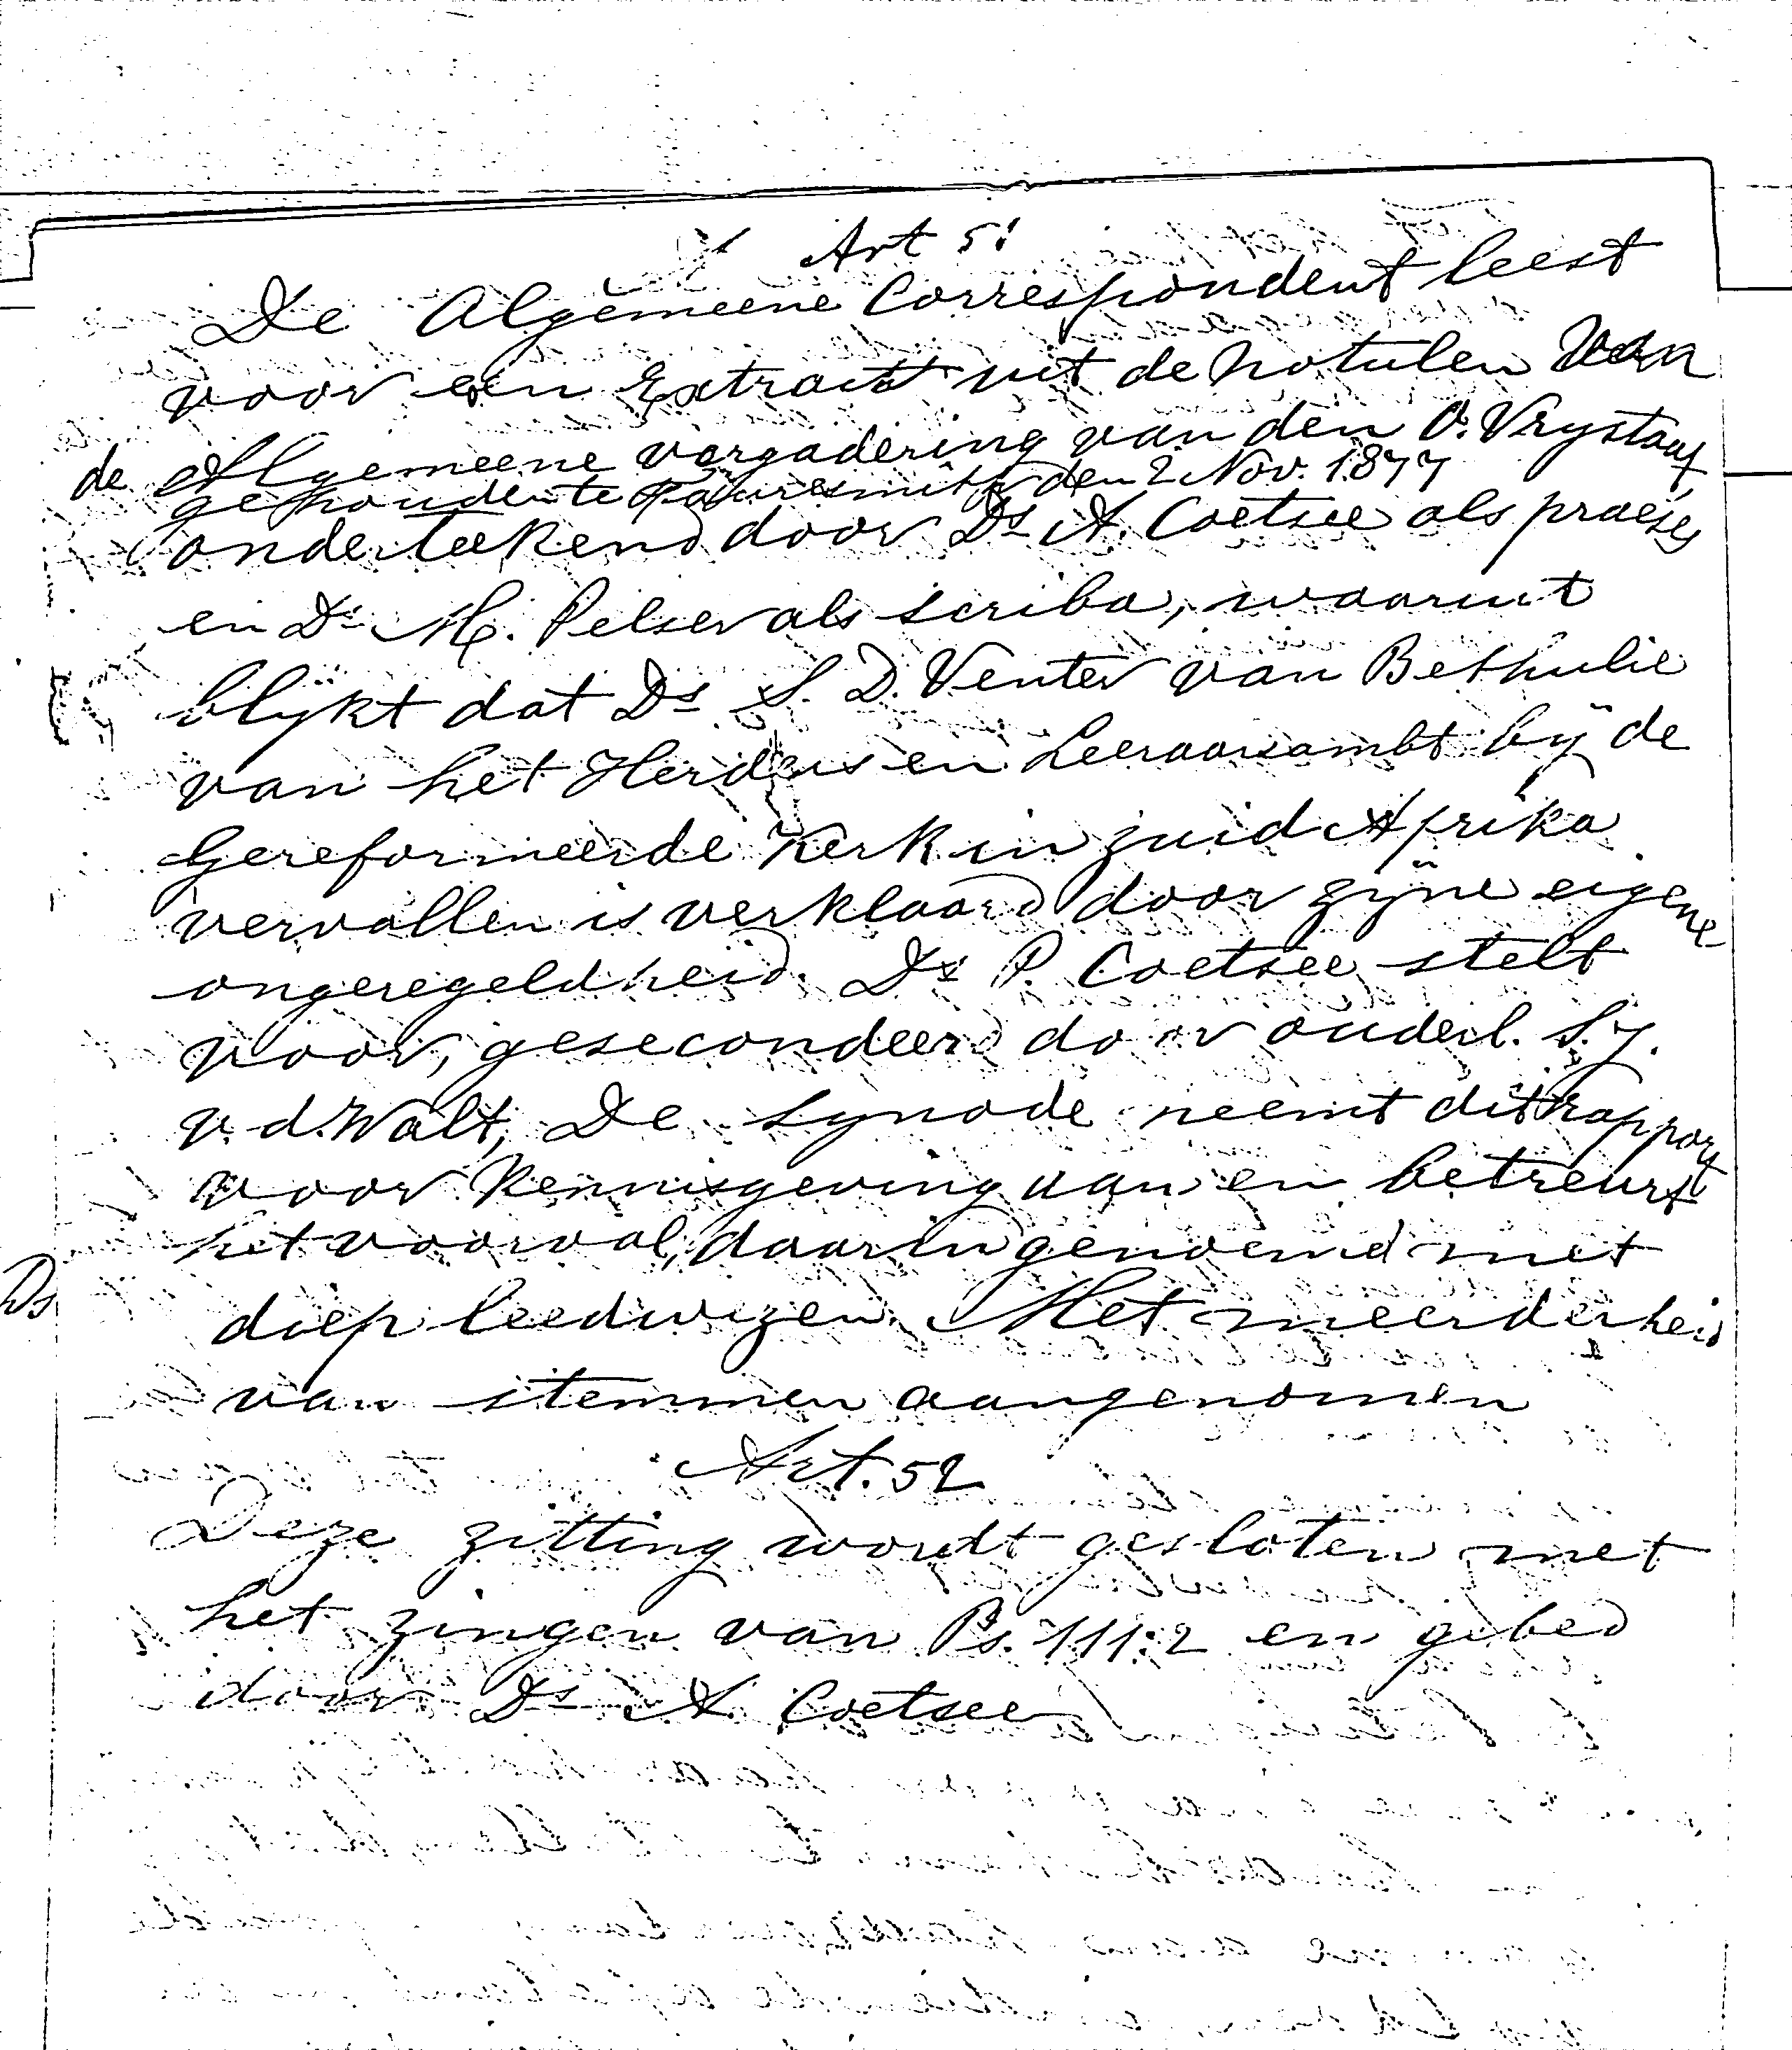 Art 51
De Algemeene Correspondent leest
voor een Extract uit de Notulen van
de Algemeene vergadering van den O. Vrystaat
gehouden te Fauresmith den 2 Nov. 1877
onderteekend door Ds A. Coetsee als praeses
en Ds M. Pelser als scriba, waaruit
blykt dat Ds S. D. Venter van Bethulie
van het Herders en Leeraarsambt by de
Gereformeerde Kerk in Zuid Afrika
vervallen is verklaard door zyne eigene
ongeregeldheid. Ds P. Coetsee stelt
voor, gesecondeerd door ouderl. S. J.
v. d. Walt, De Synode neemt dit rapport
voor kennisgeving aan en betreurt
het voorval, daarin genoemd met
diep leedwezen. Met meerderheid
Ds
van stemmen aangenomen
Art. 52
Deze zitting wordt gesloten met
het zingen van Ps. 111:2 en gebed
door Ds A. Coetsee